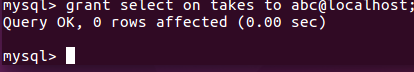 mysql> grant select on takes to abc@localhost;
Query OK, 0 rows affected (0.00 sec)
mysql>